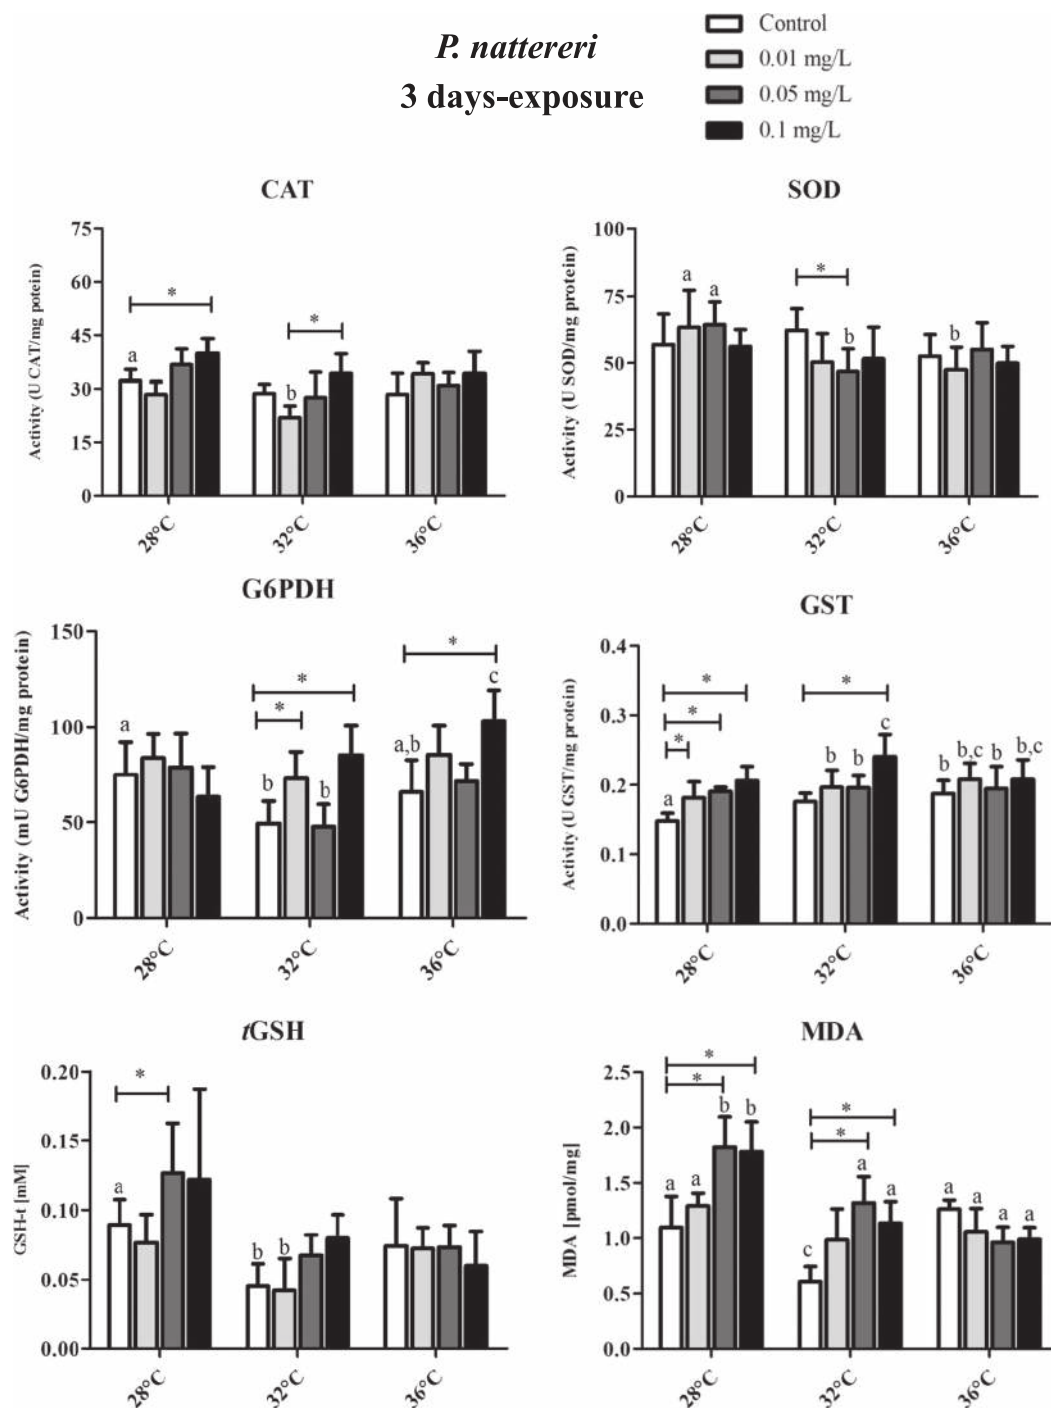 P. nattereri
3 days-exposure
Control
0.01 mg/L
0.05 mg/L
0.1 mg/L
CAT
Activity (U CAT/mg potein)
75
60
45
30
15
0
*
*
a
b
28°C
32°C
36°C
SOD
Activity (U SOD/mg protein)
100
75
50
25
0
*
a
a
b
b
28°C
32°C
36°C
G6PDH
Activity (mU G6PDH/mg protein)
150
100
50
0
*
*
*
a
b
b
a,b
c
28°C
32°C
36°C
GST
Activity (U GST/mg protein)
0.4
0.3
0.2
0.1
0.0
*
*
*
*
a
b
b
c
b
b,c
b
b,c
28°C
32°C
36°C
tGSH
GSH-t [mM]
0.20
0.15
0.10
0.05
0.00
*
a
b
b
28°C
32°C
36°C
MDA
MDA [pmol/mg]
2.5
2.0
1.5
1.0
0.5
0.0
*
*
*
*
a
a
b
b
c
a
a
a
a
a
a
a
28°C
32°C
36°C